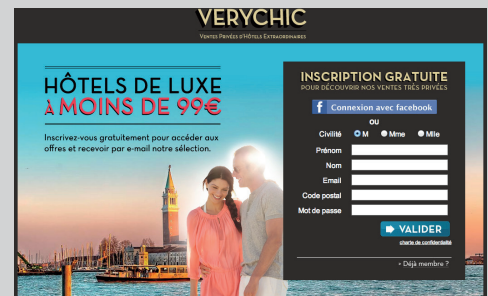 VERYCHIC
VENTES PRIVÉES D'HÔTELS EXTRAORDINAIRES
HÔTELS DE LUXE
À MOINS DE 99€
Inscrivez-vous gratuitement pour accéder aux
offres et recevoir par e-mail notre sélection.
INSCRIPTION GRATUITE
POUR DÉCOUVRIR NOS VENTES TRÈS PRIVÉES
f Connexion avec facebook
OU
Civilité M Mme Mlle
Prénom
Nom
Email
Code postal
Mot de passe
VALIDER
charte de confidentialité
Déjà membre ?